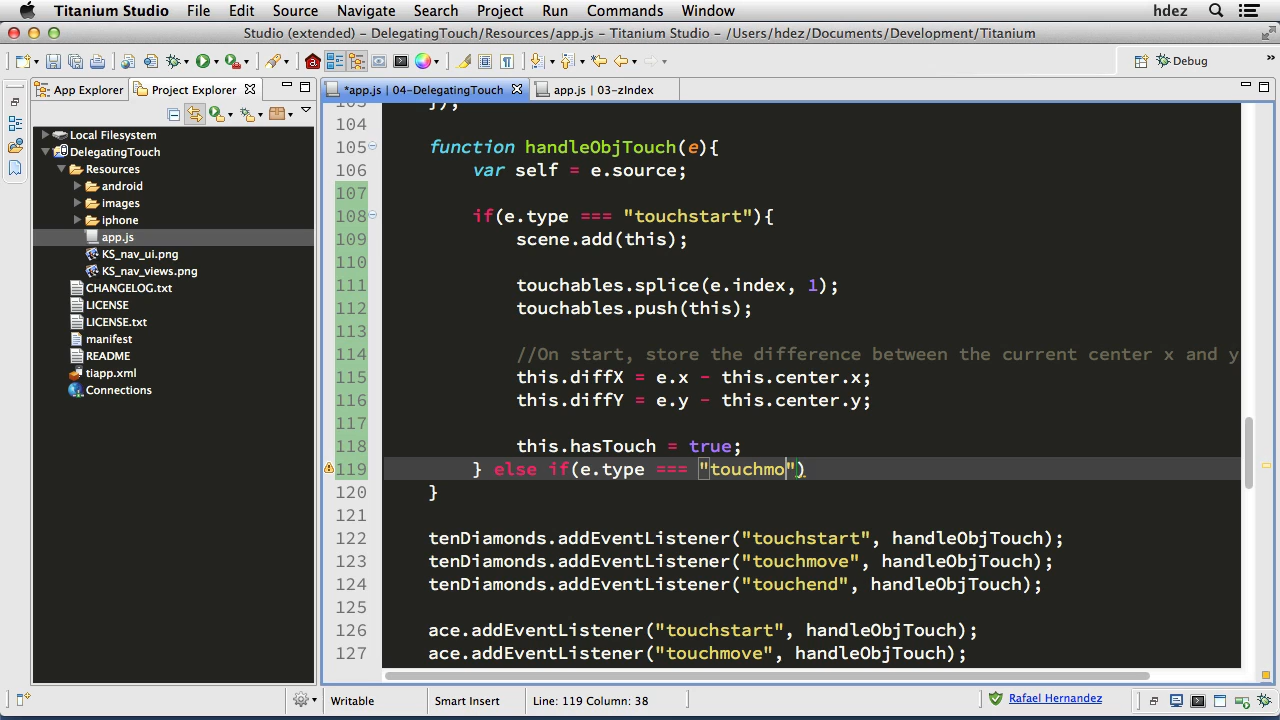 Titanium Studio File Edit Source Navigate Search Project Run Commands Window hdez
Studio (extended) - DelegatingTouch/Resources/app.js - Titanium Studio - /Users/hdez/Documents/Development/Titanium
Debug
App Explorer Project Explorer
*app.js | 04-DelegatingTouch app.js | 03-zIndex
Local Filesystem
DelegatingTouch
Resources
android
images
iphone
app.js
KS_nav_ui.png
KS_nav_views.png
CHANGELOG.txt
LICENSE
LICENSE.txt
manifest
README
tiapp.xml
Connections
103 });
104
105 function handleObjTouch(e){
106 var self = e.source;
107
108 if(e.type === "touchstart"){
109 scene.add(this);
110
111 touchables.splice(e.index, 1);
112 touchables.push(this);
113
114 //On start, store the difference between the current center x and y
115 this.diffX = e.x - this.center.x;
116 this.diffY = e.y - this.center.y;
117
118 this.hasTouch = true;
119 } else if(e.type === "touchmo")
120 }
121
122 tenDiamonds.addEventListener("touchstart", handleObjTouch);
123 tenDiamonds.addEventListener("touchmove", handleObjTouch);
124 tenDiamonds.addEventListener("touchend", handleObjTouch);
125
126 ace.addEventListener("touchstart", handleObjTouch);
127 ace.addEventListener("touchmove", handleObjTouch);
Writable Smart Insert Line: 119 Column: 38 Rafael Hernandez